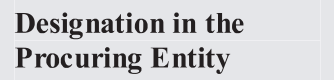 Designation in the
Procuring Entity